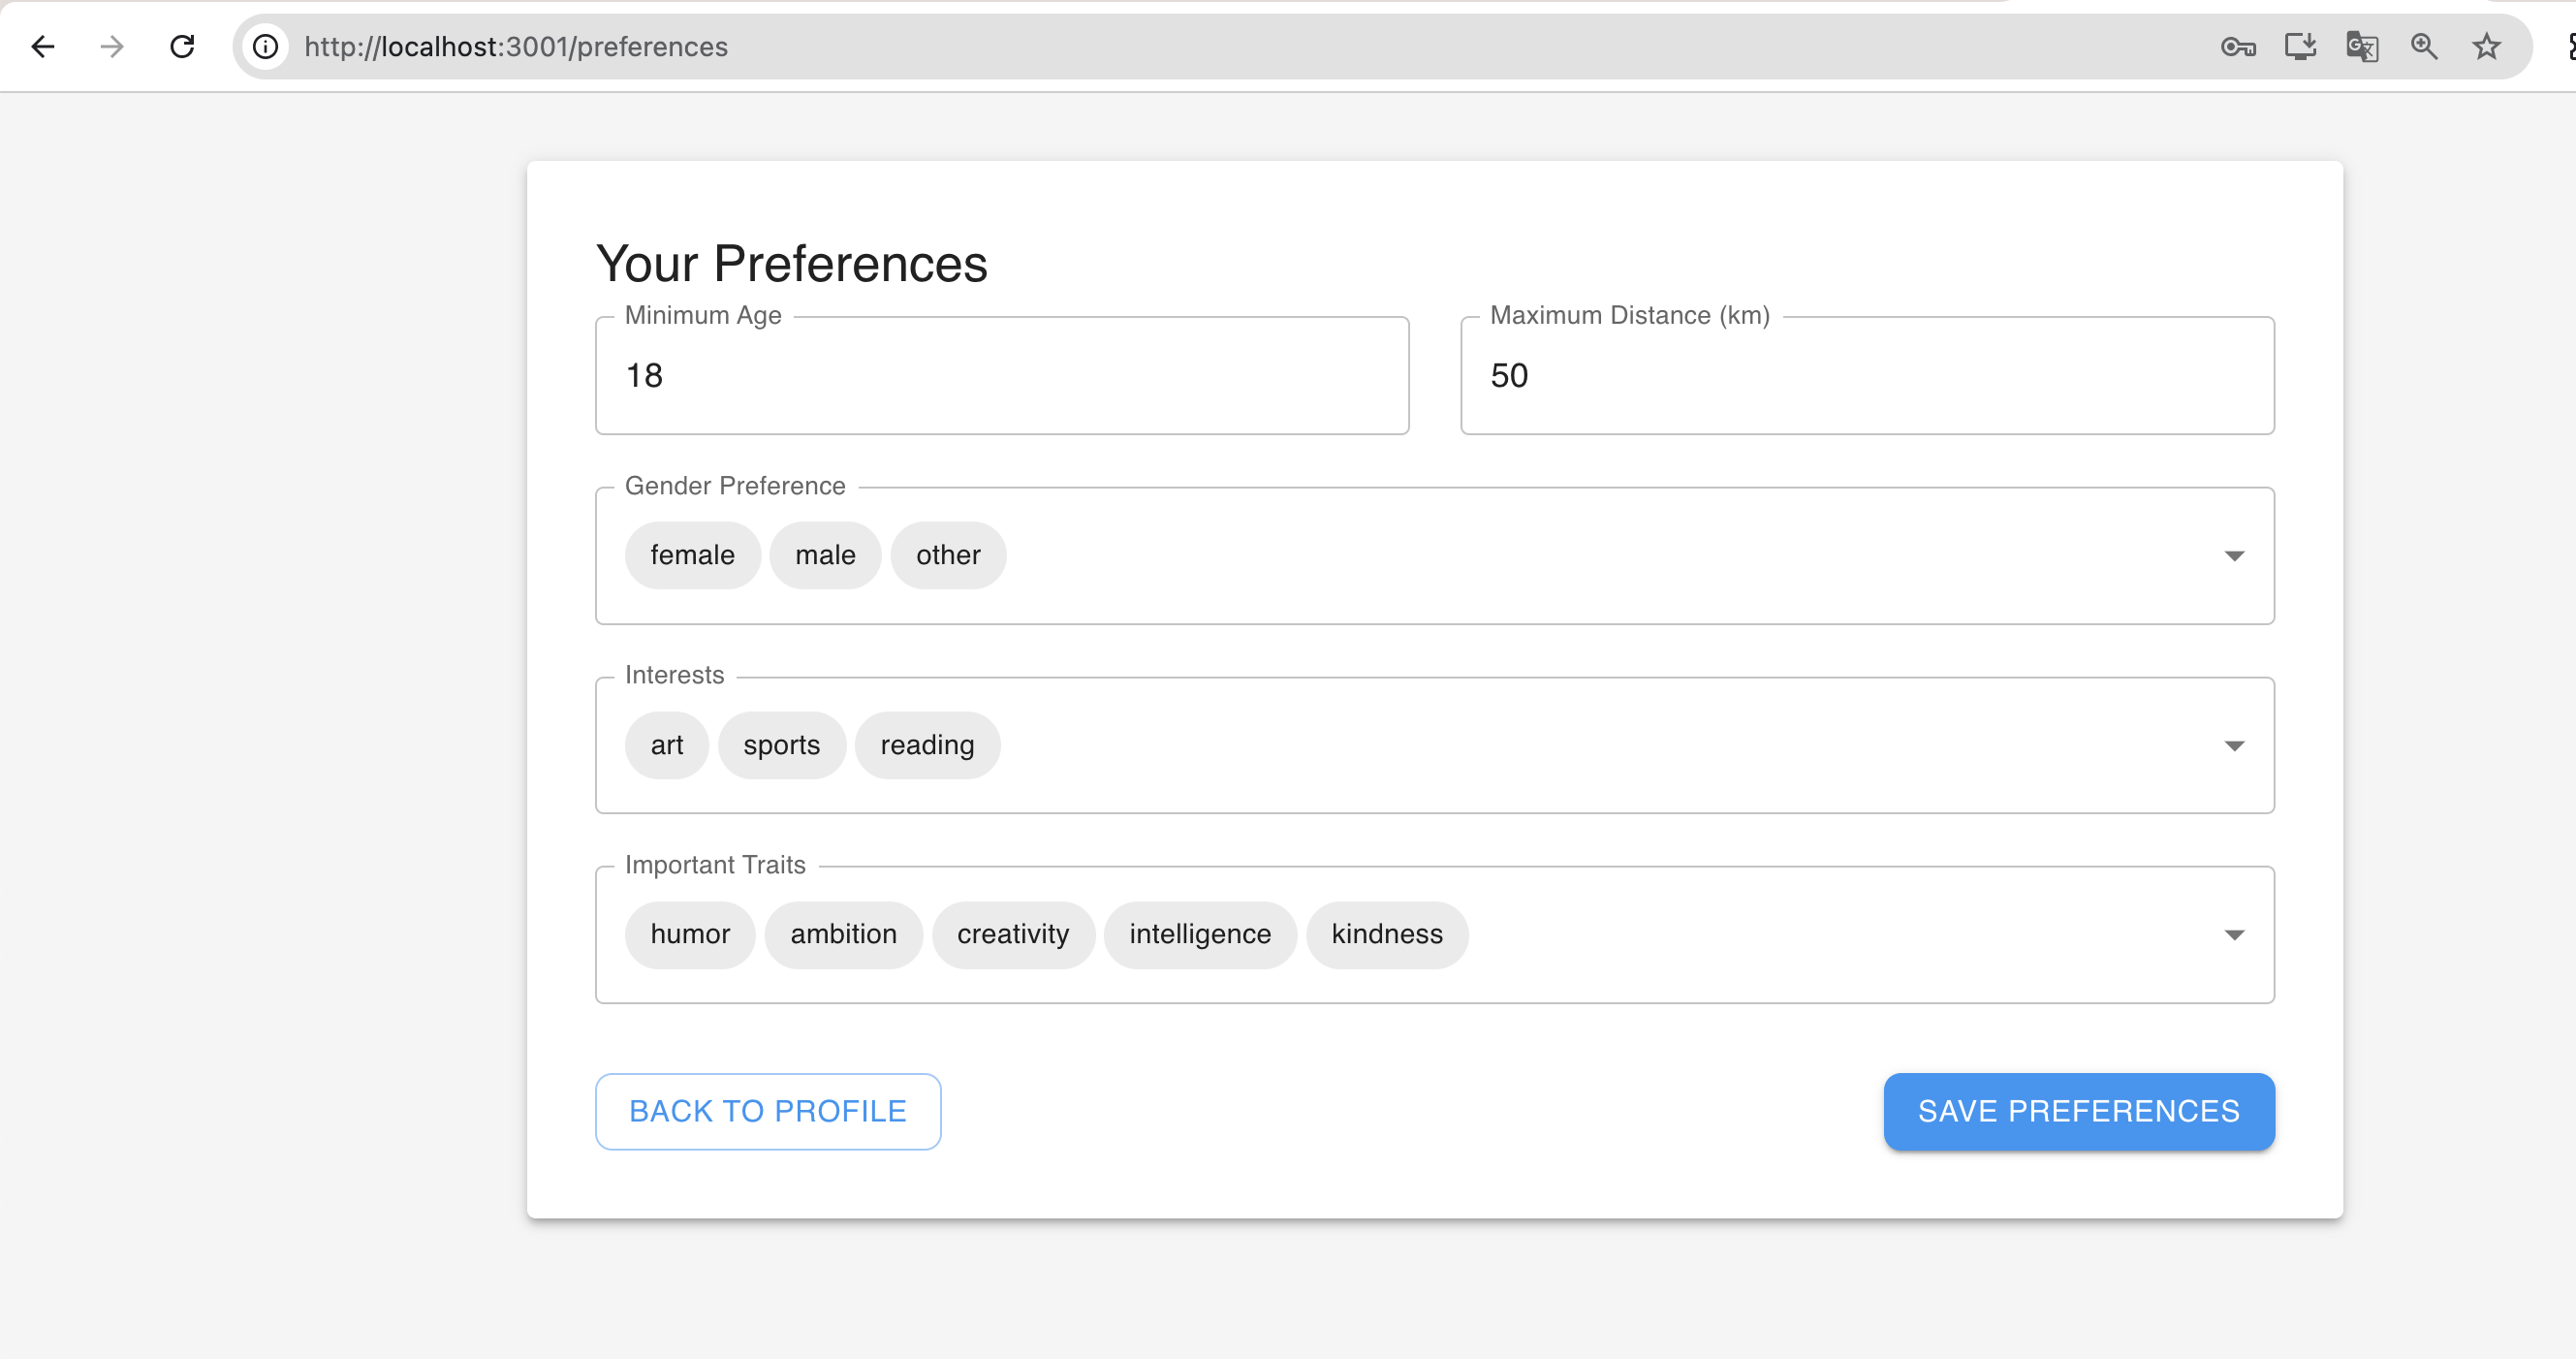 http://localhost:3001/preferences
Your Preferences
Minimum Age
Maximum Distance (km)
18
50
Gender Preference
female male other
Interests
art sports reading
Important Traits
humor ambition creativity intelligence kindness
BACK TO PROFILE
SAVE PREFERENCES